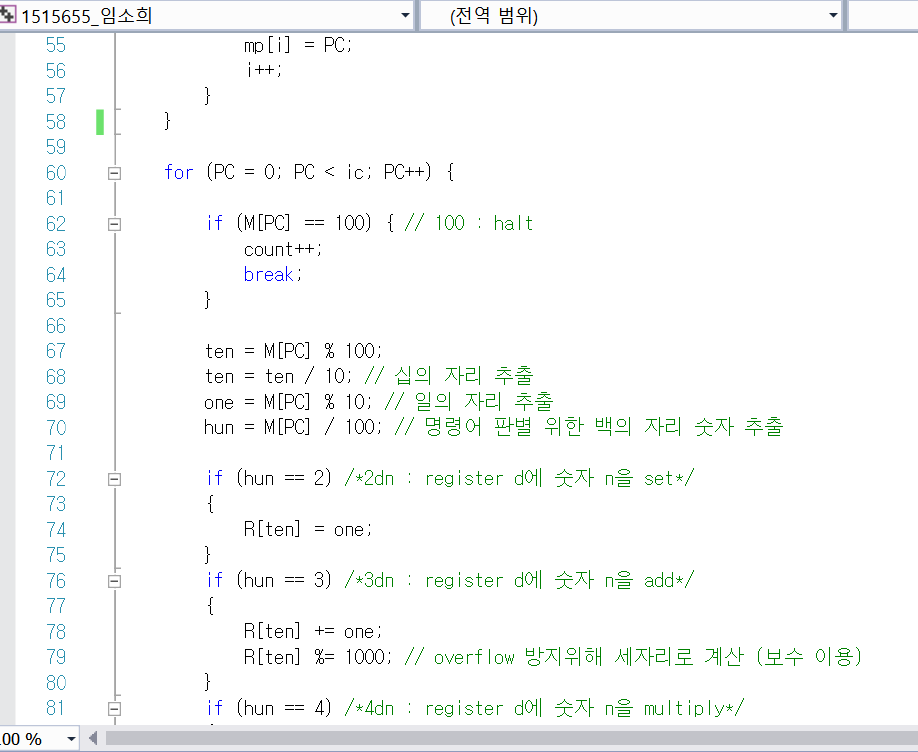 1515655_임소희 (전역 범위)
55 mp[i] = PC;
56 i++;
57 }
58 }
59
60 for (PC = 0; PC < ic; PC++) {
61
62 if (M[PC] == 100) { // 100 : halt
63 count++;
64 break;
65 }
66
67 ten = M[PC] % 100;
68 ten = ten / 10; // 십의 자리 추출
69 one = M[PC] % 10; // 일의 자리 추출
70 hun = M[PC] / 100; // 명령어 판별 위한 백의 자리 숫자 추출
71
72 if (hun == 2) /*2dn : register d에 숫자 n을 set*/
73 {
74 R[ten] = one;
75 }
76 if (hun == 3) /*3dn : register d에 숫자 n을 add*/
77 {
78 R[ten] += one;
79 R[ten] %= 1000; // overflow 방지위해 세자리로 계산 (보수 이용)
80 }
81 if (hun == 4) /*4dn : register d에 숫자 n을 multiply*/
.00 %